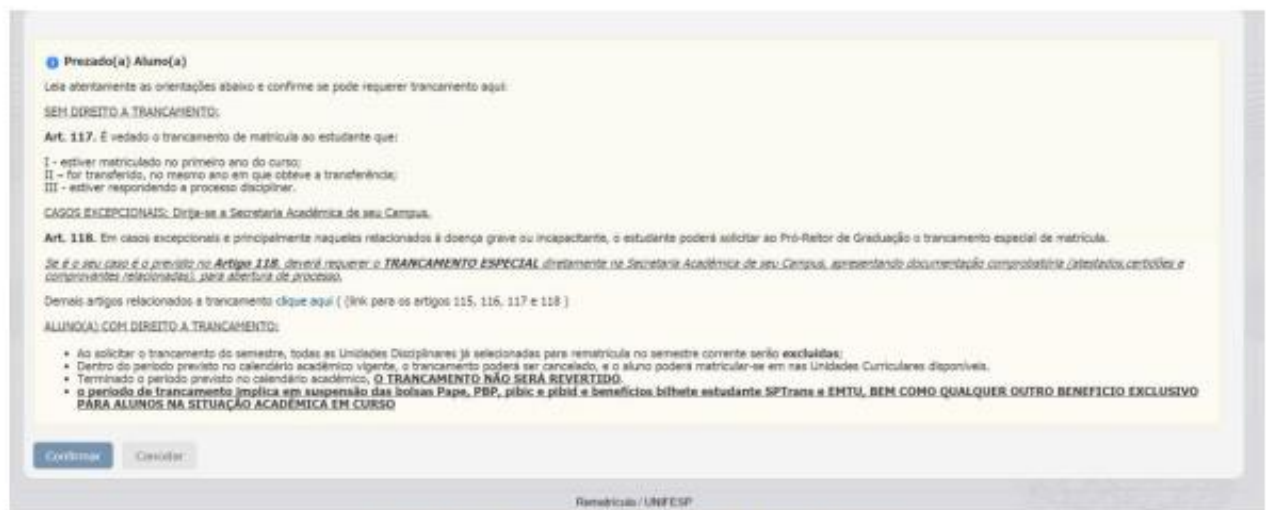 Prezado(a) Aluno(a)
Leia atentamente as orientações abaixo e confirme se pode requerer trancamento aqui:
SEM DIREITO A TRANCAMENTO:
Art. 117. É vedado o trancamento de matrícula ao estudante que:
I - estiver matriculado no primeiro ano do curso;
II – for transferido, no mesmo ano em que obteve a transferência;
III - estiver respondendo a processo disciplinar.
CASOS EXCEPCIONAIS: Dirija-se a Secretaria Acadêmica de seu Campus.
Art. 118. Em casos excepcionais e principalmente naqueles relacionados à doença grave ou incapacitante, o estudante poderá solicitar ao Pró-Reitor de Graduação o trancamento especial de matrícula.
Se é o seu caso é o previsto no Artigo 118, deverá requerer o TRANCAMENTO ESPECIAL diretamente na Secretaria Acadêmica de seu Campus, apresentando documentação comprobatória (atestados,certidões e
comprovantes relacionados), para abertura de processo.
Demais artigos relacionados a trancamento clique aqui ( (link para os artigos 115, 116, 117 e 118 )
ALUNO(A) COM DIREITO A TRANCAMENTO:
• Ao solicitar o trancamento do semestre, todas as Unidades Disciplinares já selecionadas para rematrícula no semestre corrente serão excluídas;
• Dentro do período previsto no calendário acadêmico vigente, o trancamento poderá ser cancelado, e o aluno poderá matricular-se em nas Unidades Curriculares disponíveis.
• Terminado o período previsto no calendário acadêmico, O TRANCAMENTO NÃO SERÁ REVERTIDO.
• o período de trancamento implica em suspensão das bolsas Pape, PBP, pibic e pibid e benefícios bilhete estudante SPTrans e EMTU, BEM COMO QUALQUER OUTRO BENEFICIO EXCLUSIVO
PARA ALUNOS NA SITUAÇÃO ACADÊMICA EM CURSO
Confirmar Cancelar
Rematrícula / UNIFESP